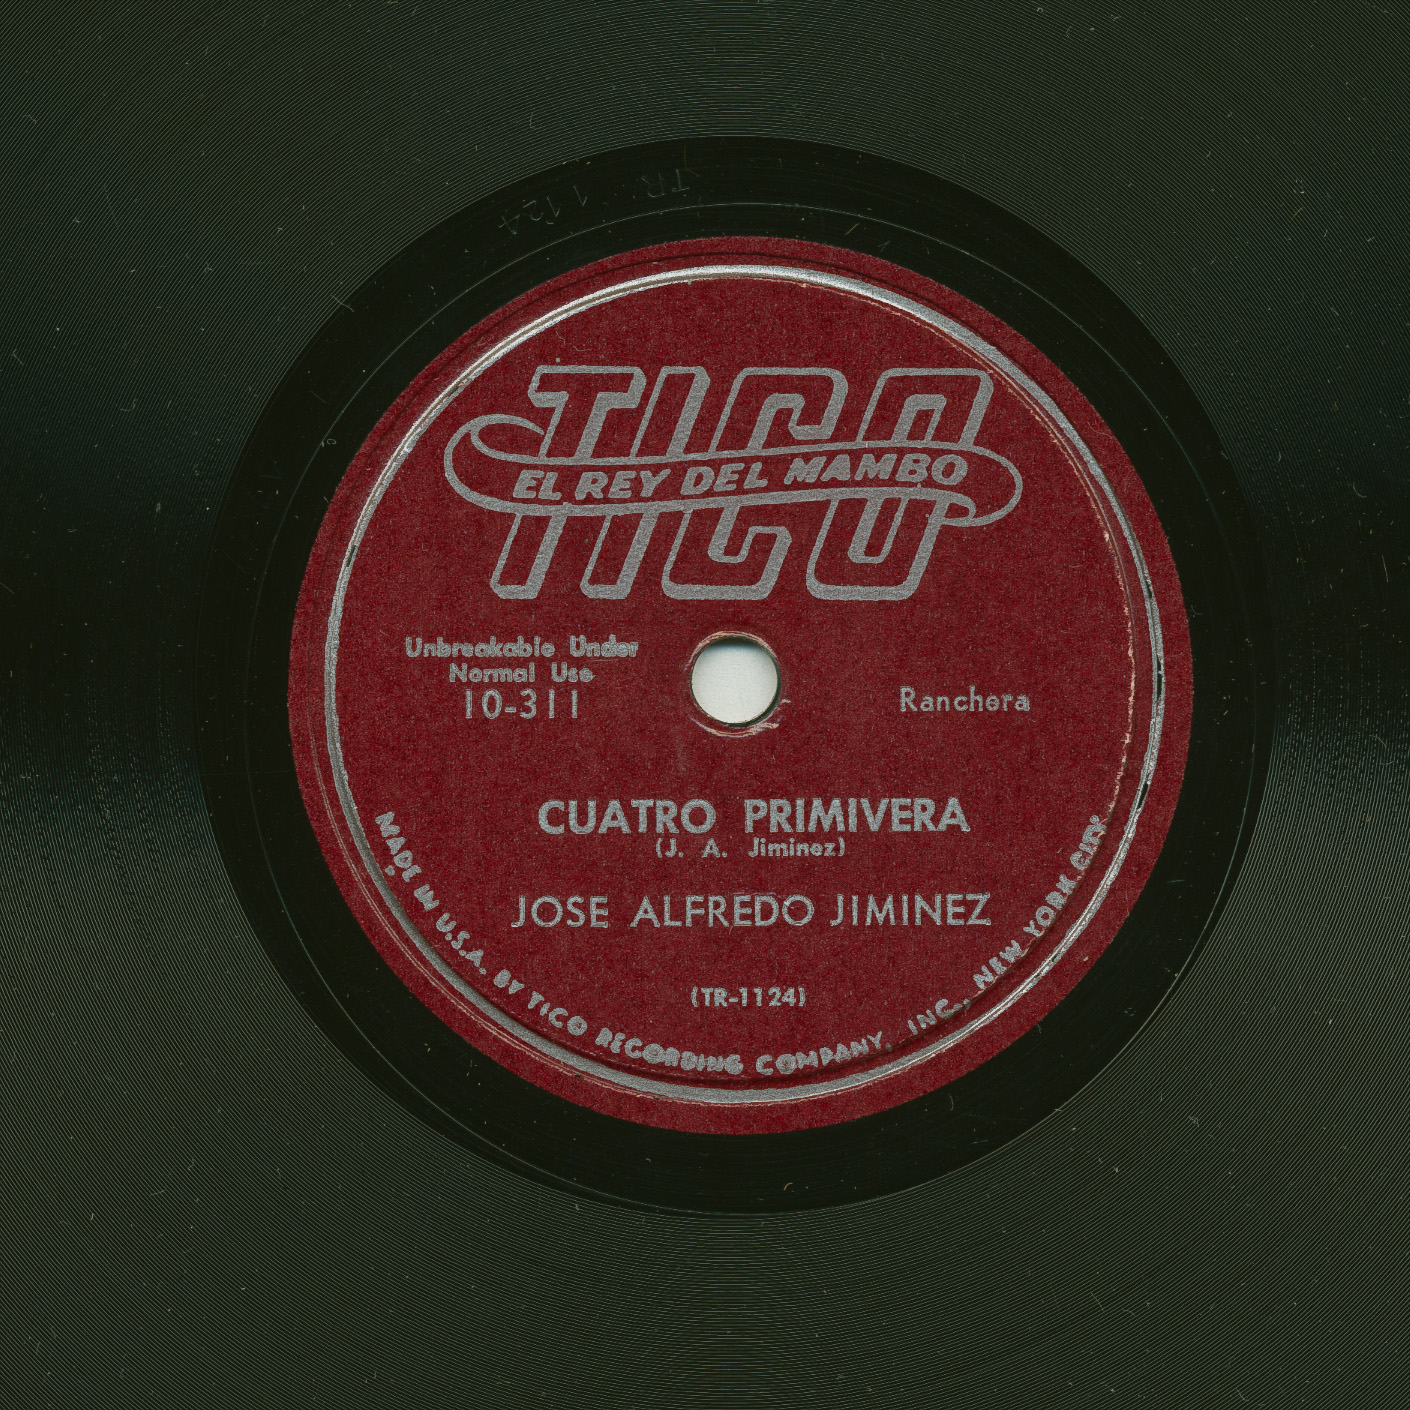 TR 1124
TICO
EL REY DEL MAMBO
Unbreakable Under
Normal Use
10-311
Ranchera
CUATRO PRIMIVERA
(J. A. Jiminez)
JOSE ALFREDO JIMINEZ
(TR-1124)
MADE IN U.S.A. BY TICO RECORDING COMPANY, INC., NEW YORK CITY